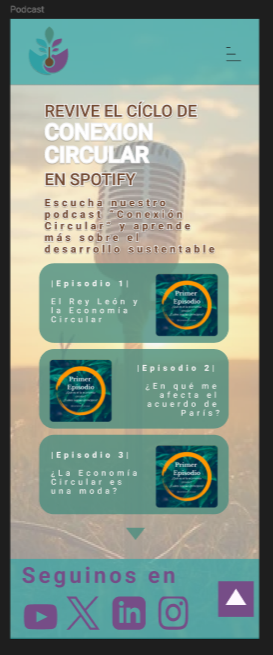 Podcast
REVIVE EL CÍCLO DE
CONEXION
CIRCULAR
EN SPOTIFY
Escucha nuestro
podcast "Conexión
Circular" y aprende
más sobre el
desarrollo sustentable
|Episodio 1|
El Rey León y
la Economía
Circular
Primer
Episodio
|Episodio 2|
¿En qué me
afecta el
acuerdo de
París?
Primer
Episodio
|Episodio 3|
¿La Economía
Circular es
una moda?
Primer
Episodio
Seguinos en
in